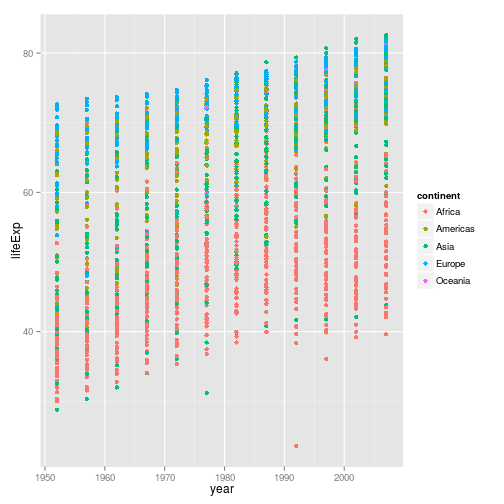 80
60
40
lifeExp
1950 1960 1970 1980 1990 2000
year
continent
Africa
Americas
Asia
Europe
Oceania